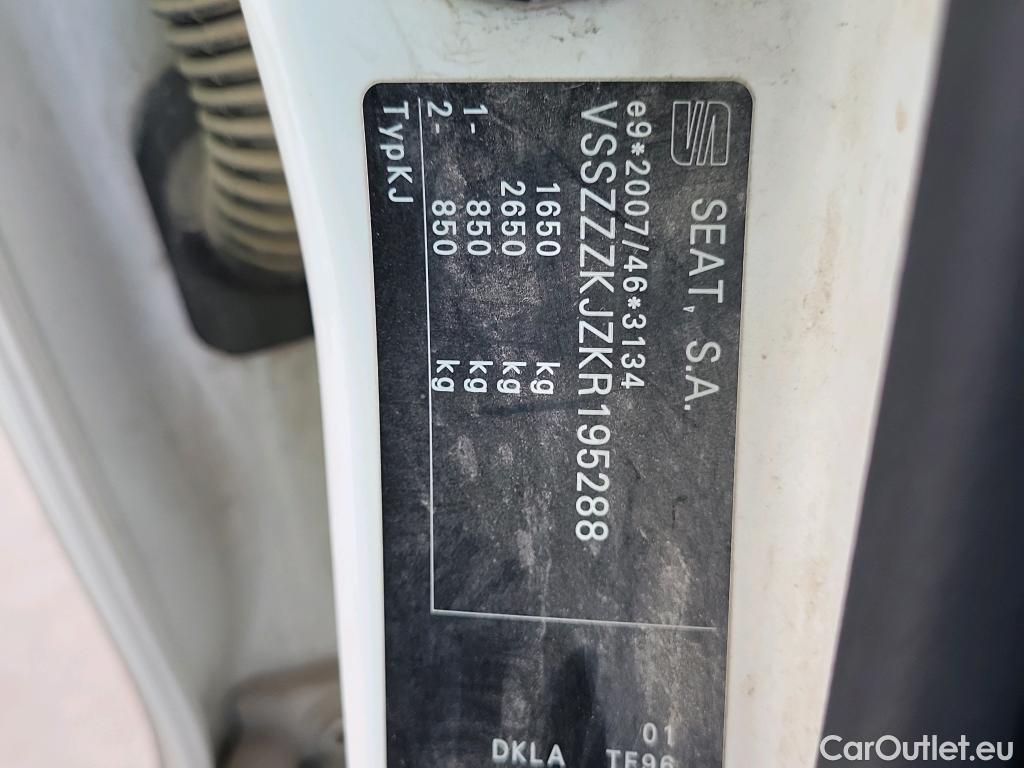 SEAT, S.A.
e9*2007/46*3134
VSSZZZKJZKR195288
1650 kg
2650 kg
1- 850 kg
2- 850 kg
TypKJ
01
DKLA
CarOutlet.eu